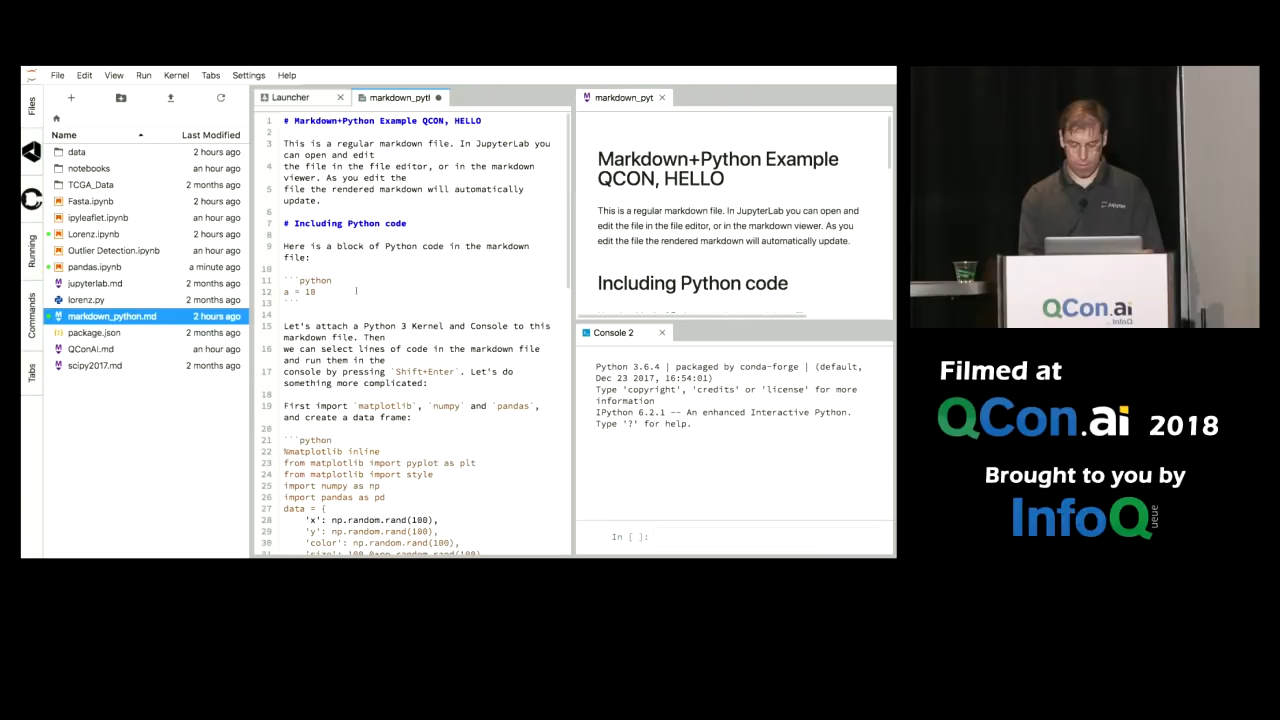 File Edit View Run Kernel Tabs Settings Help
Files
Running
Commands
Tabs
Name Last Modified
data 2 hours ago
notebooks an hour ago
TCGA_Data 2 months ago
Fasta.ipynb 2 hours ago
ipyleaflet.ipynb an hour ago
Lorenz.ipynb 2 hours ago
Outlier Detection.ipynb an hour ago
pandas.ipynb a minute ago
jupyterlab.md 2 months ago
lorenz.py 2 months ago
markdown_python.md 2 hours ago
package.json 2 months ago
QConAI.md an hour ago
scipy2017.md 2 months ago
Launcher
markdown_pytl
1 # Markdown+Python Example QCON, HELLO
2
3 This is a regular markdown file. In JupyterLab you
can open and edit
4 the file in the file editor, or in the markdown
viewer. As you edit the
5 file the rendered markdown will automatically
update.
6
7 # Including Python code
8
9 Here is a block of Python code in the markdown
file:
10
11 ```python
12 a = 10
13 ```
14
15 Let's attach a Python 3 Kernel and Console to this
markdown file. Then
16 we can select lines of code in the markdown file
and run them in the
17 console by pressing `Shift+Enter`. Let's do
something more complicated:
18
19 First import `matplotlib`, `numpy` and `pandas`,
and create a data frame:
20
21 ```python
22 %matplotlib inline
23 from matplotlib import pyplot as plt
24 from matplotlib import style
25 import numpy as np
26 import pandas as pd
27 data = {
28 'x': np.random.rand(100),
29 'y': np.random.rand(100),
30 'color': np.random.rand(100),
markdown_pyt
Markdown+Python Example
QCON, HELLO
This is a regular markdown file. In JupyterLab you can open and
edit the file in the file editor, or in the markdown viewer. As you
edit the file the rendered markdown will automatically update.
Including Python code
Console 2
Python 3.6.4 | packaged by conda-forge | (default,
Dec 23 2017, 16:54:01)
Type 'copyright', 'credits' or 'license' for more
information
IPython 6.2.1 -- An enhanced Interactive Python.
Type '?' for help.
In [ ]:
jupyter
QCon.ai
by InfoQ
Filmed at
QCon.ai 2018
Brought to you by
InfoQueue